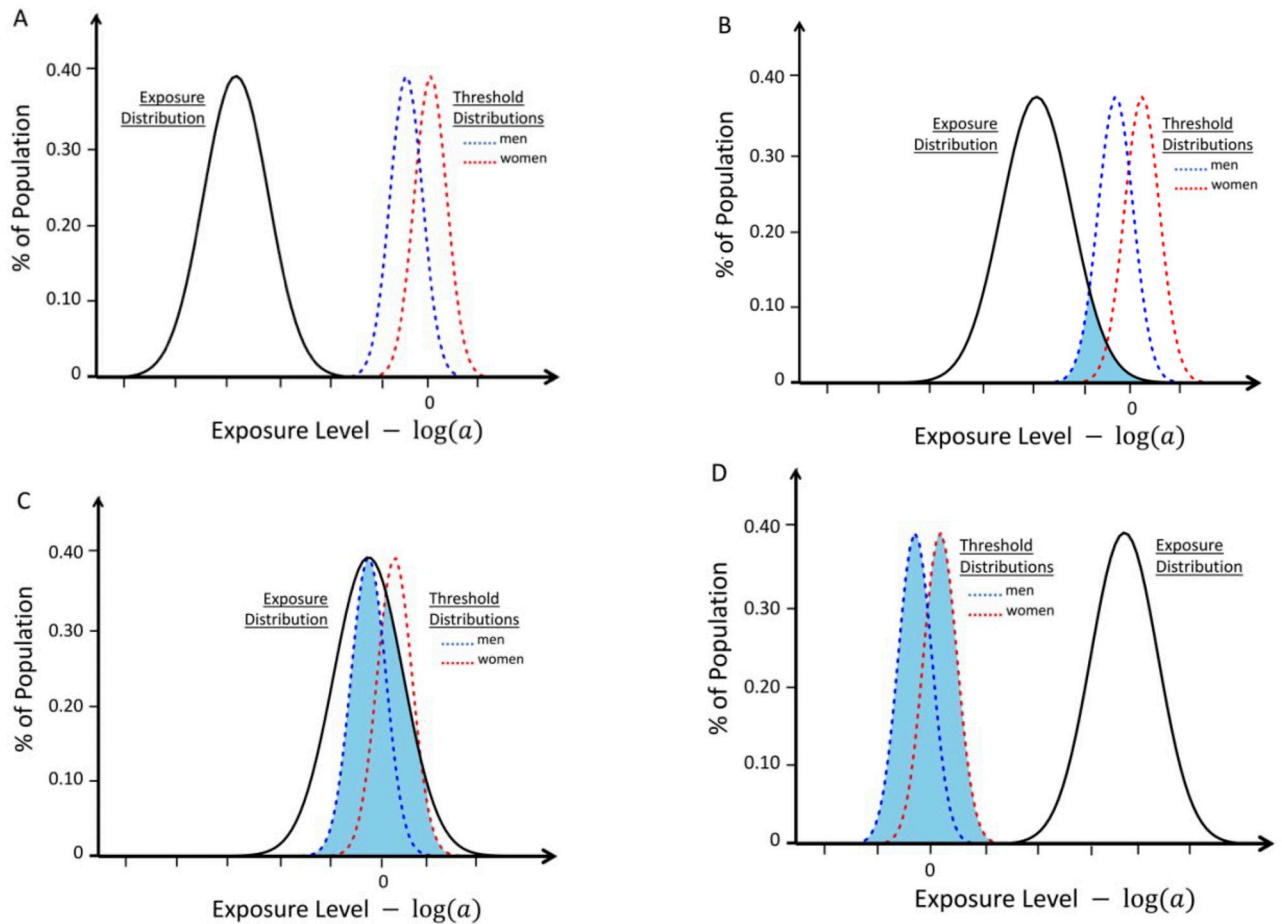 A
% of Population
0.40
0.30
0.20
0.10
0
Exposure
Distribution
Threshold
Distributions
men
women
0
Exposure Level − log(a)
B
% of Population
0.40
0.30
0.20
0.10
0
Exposure
Distribution
Threshold
Distributions
men
women
0
Exposure Level − log(a)
C
% of Population
0.40
0.30
0.20
0.10
0
Exposure
Distribution
Threshold
Distributions
men
women
0
Exposure Level − log(a)
D
% of Population
0.40
0.30
0.20
0.10
0
Threshold
Distributions
men
women
Exposure
Distribution
0
Exposure Level − log(a)